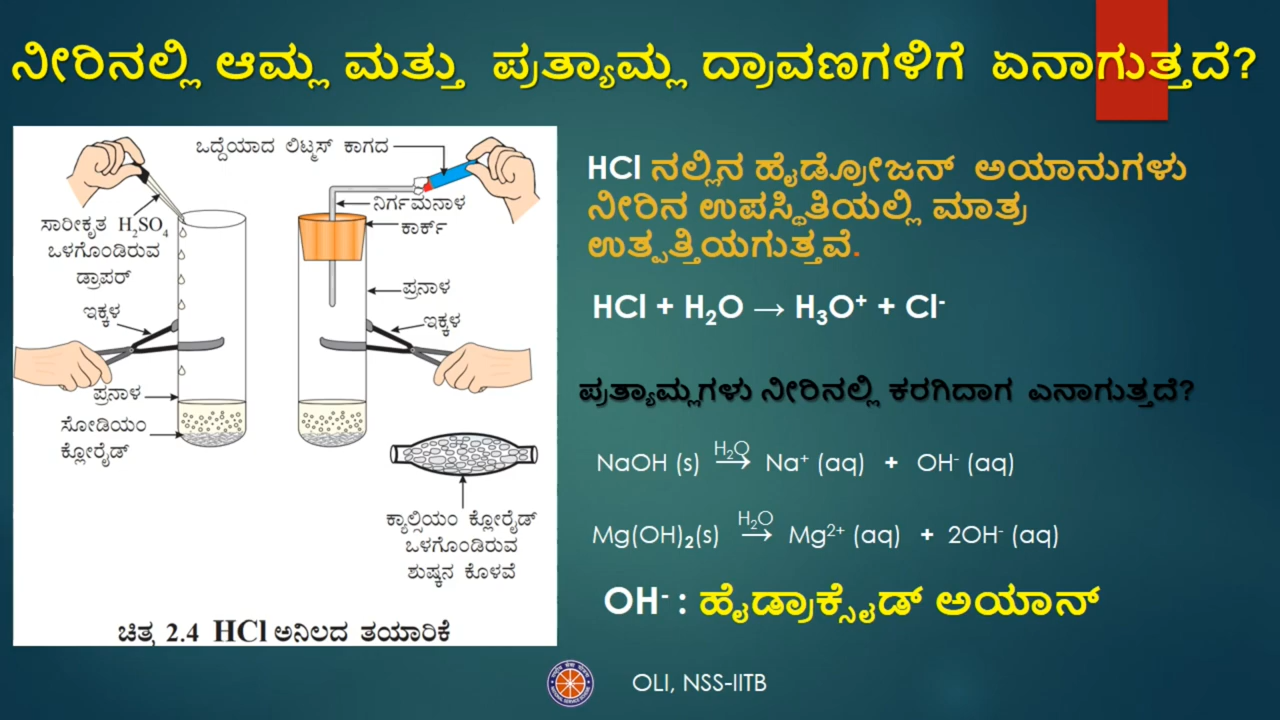 ನೀರಿನಲ್ಲಿ ಆಮ್ಲ ಮತ್ತು ಪ್ರತ್ಯಾಮ್ಲ ದ್ರಾವಣಗಳಿಗೆ ಏನಾಗುತ್ತದೆ?
ಒದ್ದೆಯಾದ ಲಿಟ್ಮಸ್ ಕಾಗದ
ನಿರ್ಗಮನಾಳ
ಕಾರ್ಕ್
ಸಾರೀಕೃತ H₂SO₄
ಒಳಗೊಂಡಿರುವ
ಡ್ರಾಪರ್
ಪ್ರನಾಳ
ಇಕ್ಕಳ
ಇಕ್ಕಳ
ಪ್ರನಾಳ
ಸೋಡಿಯಂ
ಕ್ಲೋರೈಡ್
ಕ್ಯಾಲ್ಸಿಯಂ ಕ್ಲೋರೈಡ್
ಒಳಗೊಂಡಿರುವ
ಶುಷ್ಕನ ಕೊಳವೆ
ಚಿತ್ರ 2.4 HCl ಅನಿಲದ ತಯಾರಿಕೆ
HCl ನಲ್ಲಿನ ಹೈಡ್ರೋಜನ್ ಅಯಾನುಗಳು
ನೀರಿನ ಉಪಸ್ಥಿತಿಯಲ್ಲಿ ಮಾತ್ರ
ಉತ್ಪತ್ತಿಯಗುತ್ತವೆ.
HCl + H₂O → H₃O⁺ + Cl⁻
ಪ್ರತ್ಯಾಮ್ಲಗಳು ನೀರಿನಲ್ಲಿ ಕರಗಿದಾಗ ಎನಾಗುತ್ತದೆ?
NaOH (s) H₂O → Na⁺ (aq) + OH⁻ (aq)
Mg(OH)₂(s) H₂O → Mg²⁺ (aq) + 2OH⁻ (aq)
OH⁻ : ಹೈಡ್ರಾಕ್ಸೈಡ್ ಅಯಾನ್
OLI, NSS-IITB